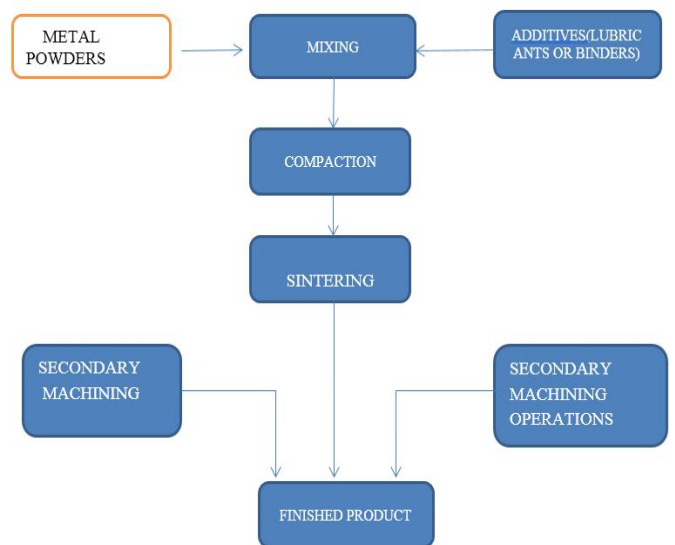 METAL
POWDERS
MIXING
ADDITIVES(LUBRIC
ANTS OR BINDERS)
COMPACTION
SINTERING
SECONDARY
MACHINING
SECONDARY
MACHINING
OPERATIONS
FINISHED PRODUCT